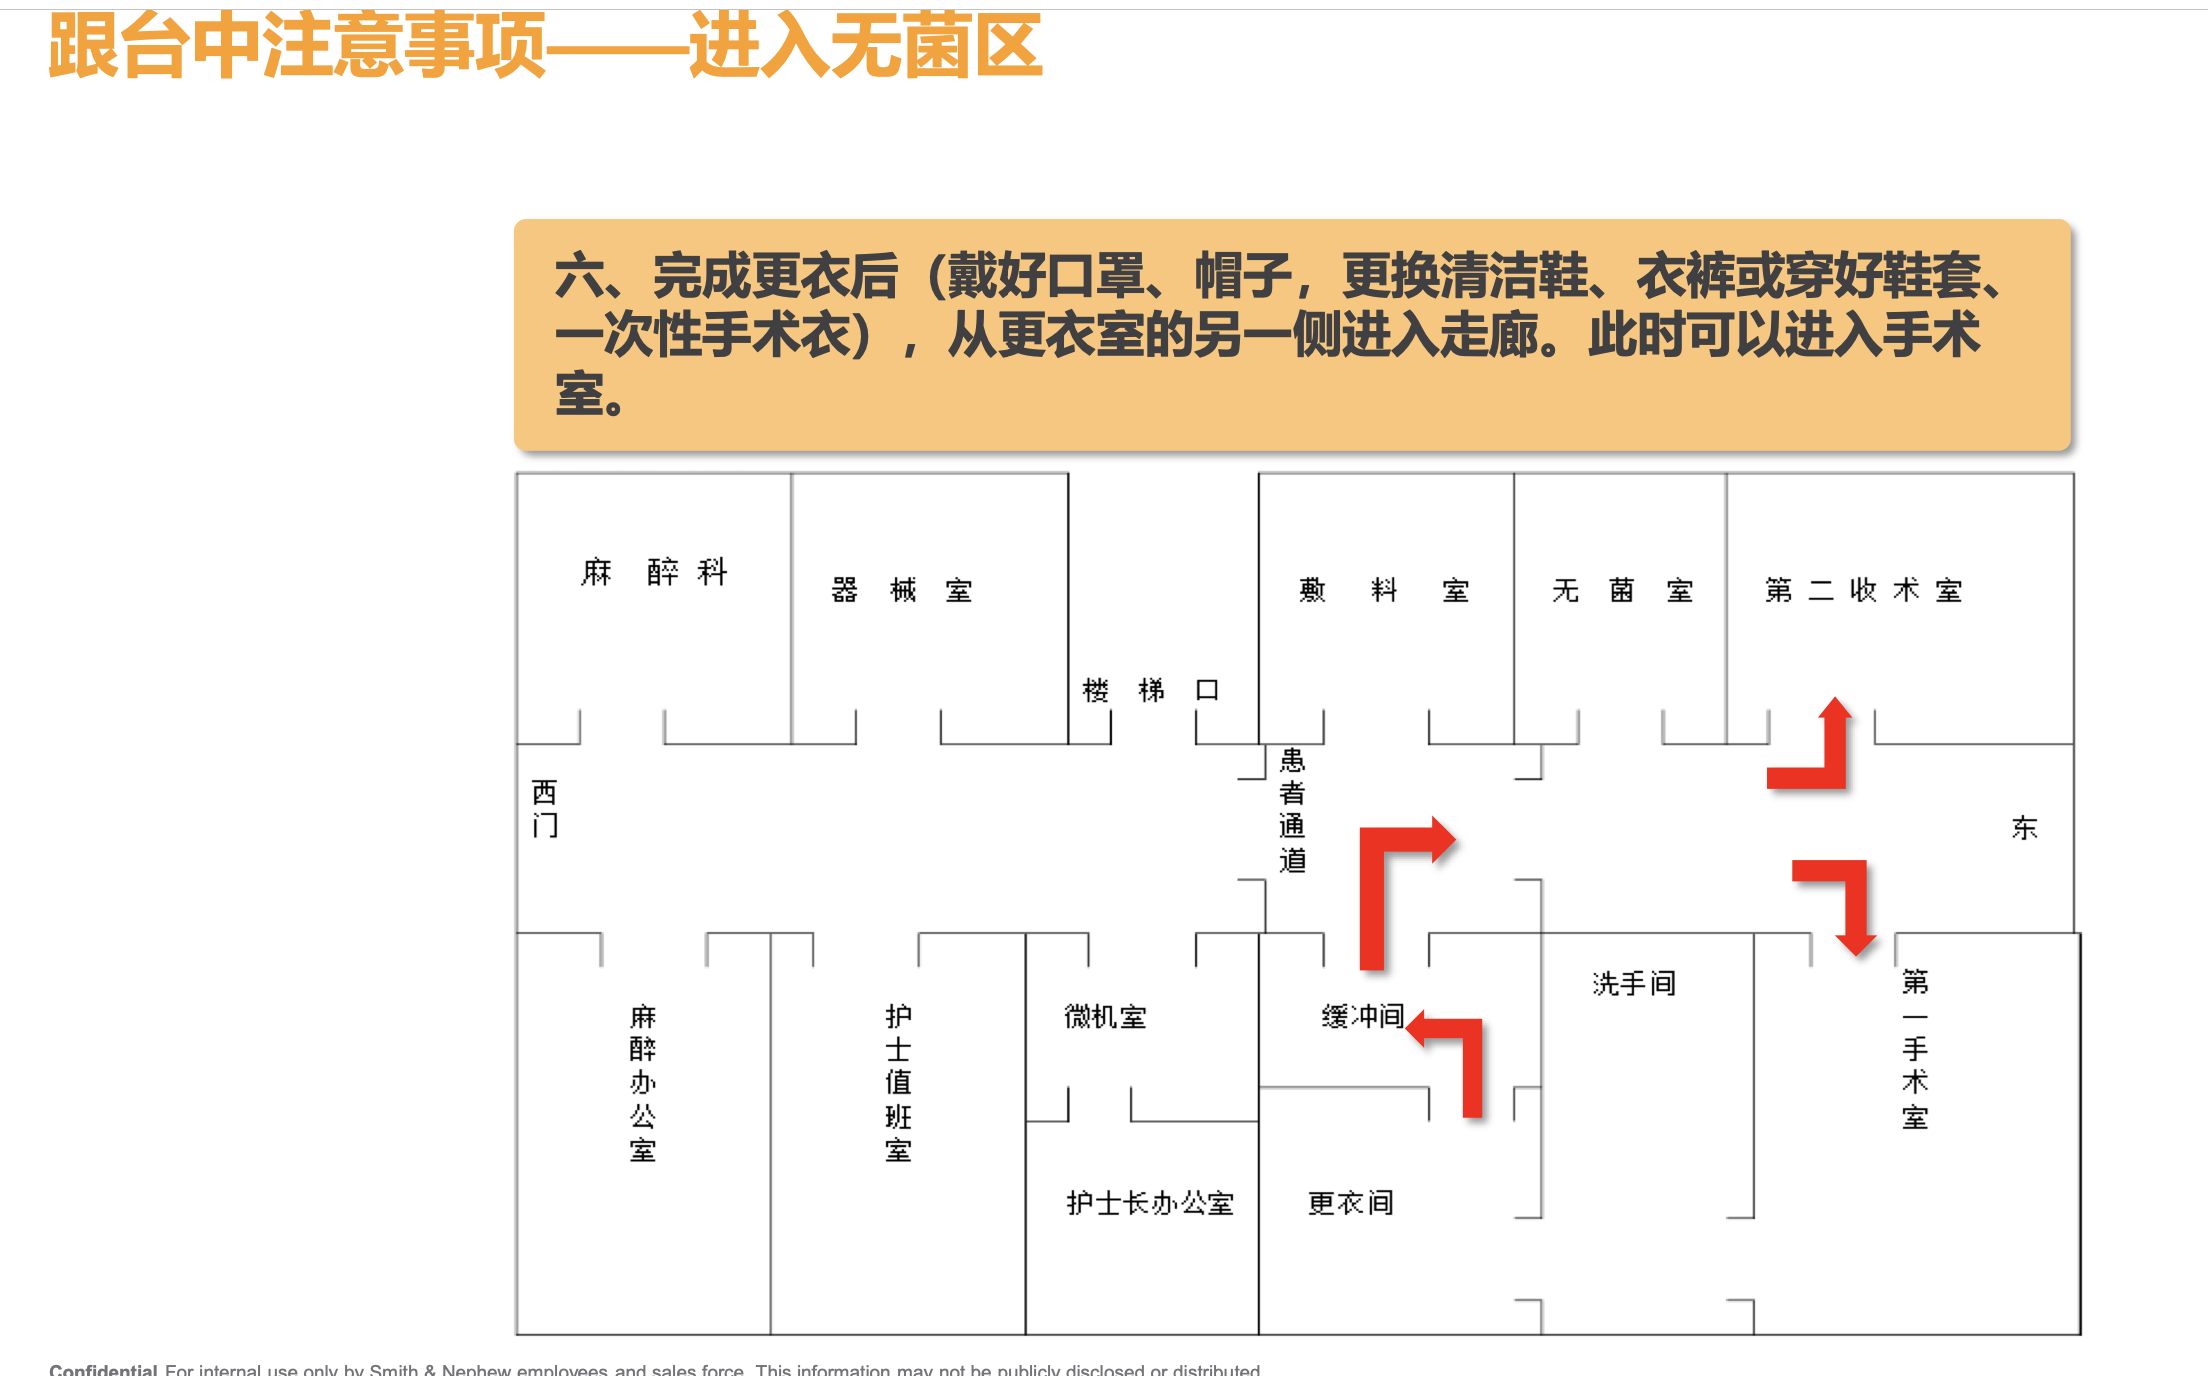 跟台中注意事项——进入无菌区
六、完成更衣后（戴好口罩、帽子，更换清洁鞋、衣裤或穿好鞋套、
一次性手术衣），从更衣室的另一侧进入走廊。此时可以进入手术
室。
麻 醉 科
器 械 室
楼 梯 口
敷 料 室
无 菌 室
第 二 收 术 室
西门
患者通道
东
麻醉办公室
护士值班室
微机室
护士长办公室
缓冲间
更衣间
洗手间
第一手术室
Confidential For internal use only by Smith & Nephew employees and sales force. This information may not be publicly disclosed or distributed